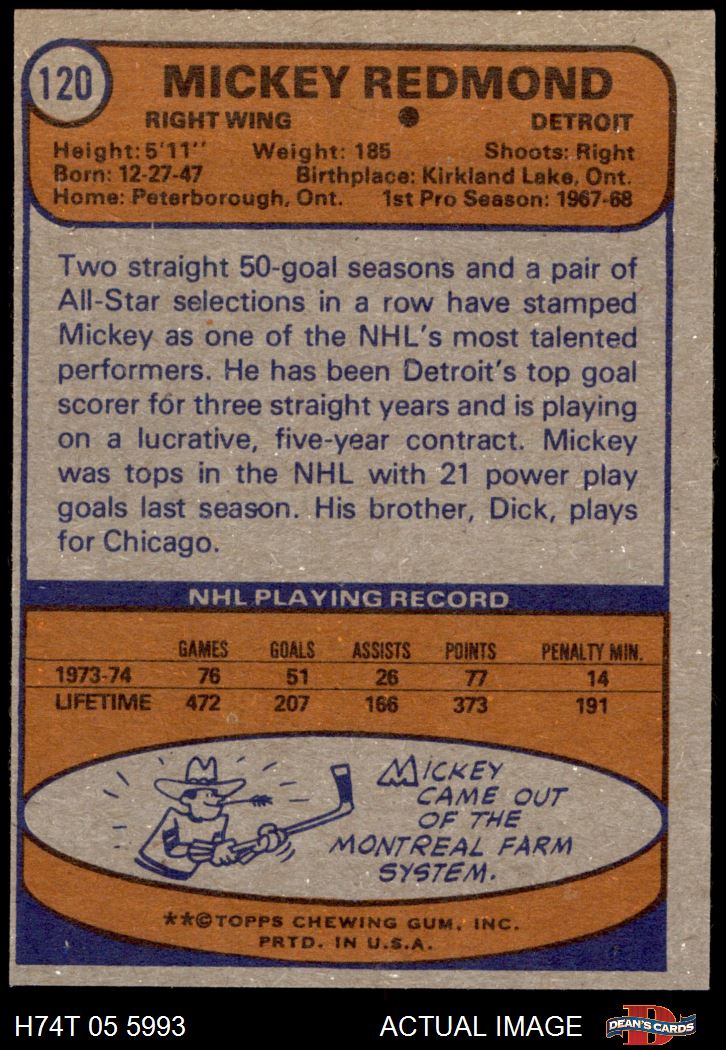 120
MICKEY REDMOND
RIGHT WING ● DETROIT
Height: 5'11" Weight: 185 Shoots: Right
Born: 12-27-47 Birthplace: Kirkland Lake, Ont.
Home: Peterborough, Ont. 1st Pro Season: 1967-68
Two straight 50-goal seasons and a pair of
All-Star selections in a row have stamped
Mickey as one of the NHL's most talented
performers. He has been Detroit's top goal
scorer for three straight years and is playing
on a lucrative, five-year contract. Mickey
was tops in the NHL with 21 power play
goals last season. His brother, Dick, plays
for Chicago.
NHL PLAYING RECORD
GAMES GOALS ASSISTS POINTS PENALTY MIN.
1973-74 76 51 26 77 14
LIFETIME 472 207 166 373 191
MICKEY
CAME OUT
OF THE
MONTREAL FARM
SYSTEM.
**©TOPPS CHEWING GUM, INC.
PRTD. IN U.S.A.
H74T 05 5993 ACTUAL IMAGE DEAN'S CARDS